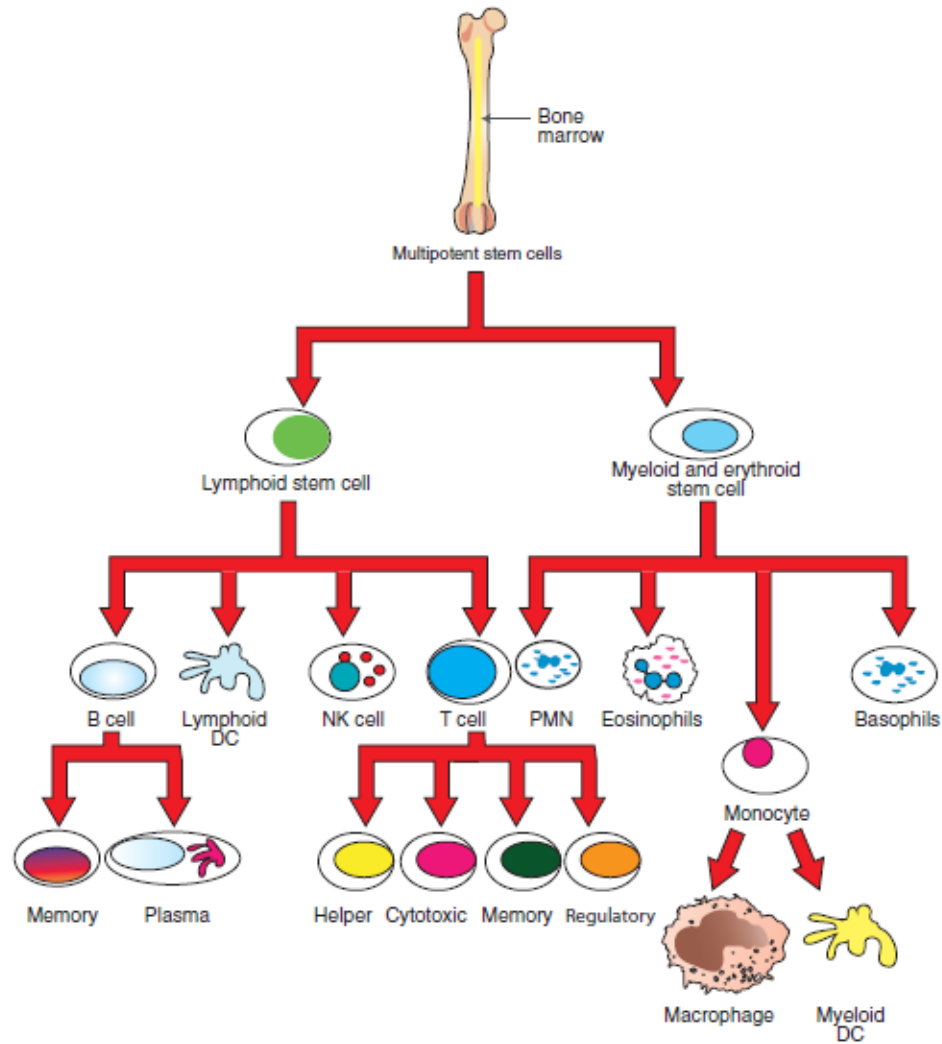 Bone
marrow
Multipotent stem cells
Lymphoid stem cell
Myeloid and erythroid
stem cell
B cell
Lymphoid
DC
NK cell
T cell
PMN
Eosinophils
Basophils
Monocyte
Memory
Plasma
Helper
Cytotoxic
Memory
Regulatory
Macrophage
Myeloid
DC